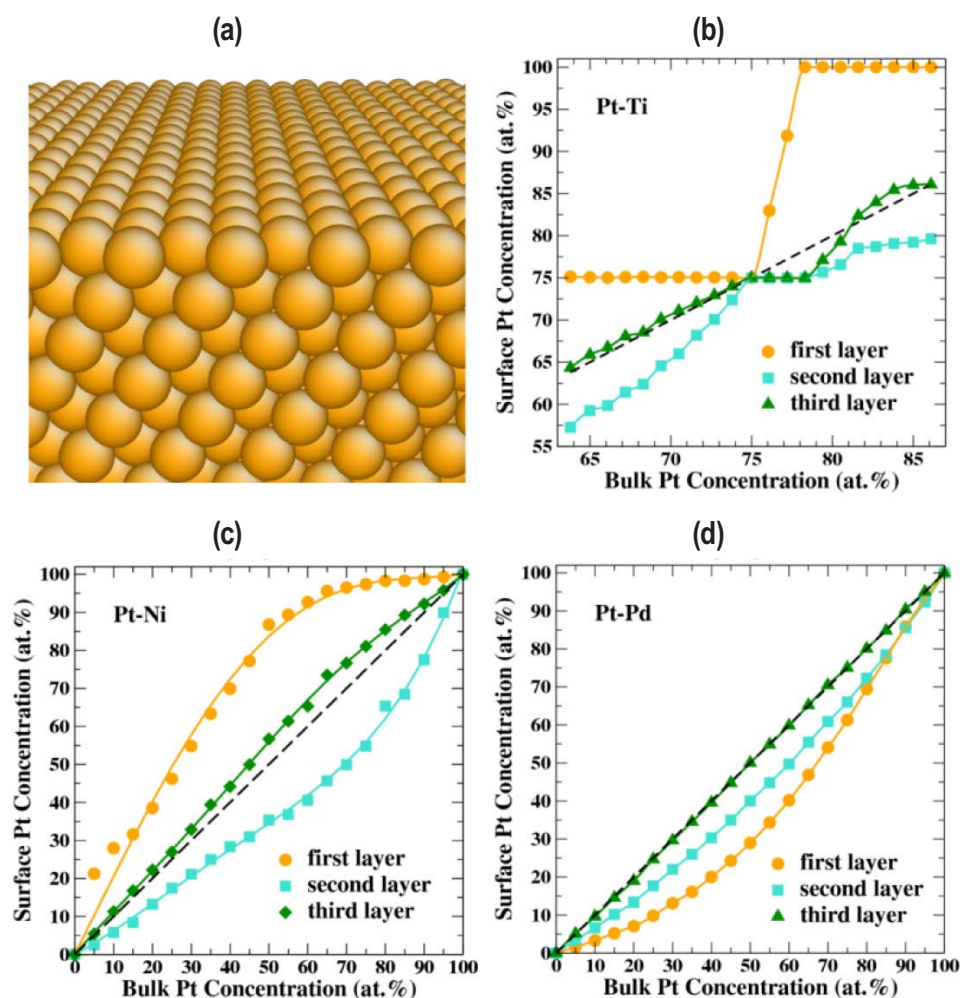 (a)
(b)
Pt-Ti
Surface Pt Concentration (at.%)
100
95
90
85
80
75
70
65
60
55
first layer
second layer
third layer
65 70 75 80 85
Bulk Pt Concentration (at.%)
(c)
Pt-Ni
Surface Pt Concentration (at.%)
100
90
80
70
60
50
40
30
20
10
0
first layer
second layer
third layer
0 10 20 30 40 50 60 70 80 90 100
Bulk Pt Concentration (at.%)
(d)
Pt-Pd
Surface Pt Concentration (at.%)
100
90
80
70
60
50
40
30
20
10
0
first layer
second layer
third layer
0 10 20 30 40 50 60 70 80 90 100
Bulk Pt Concentration (at.%)